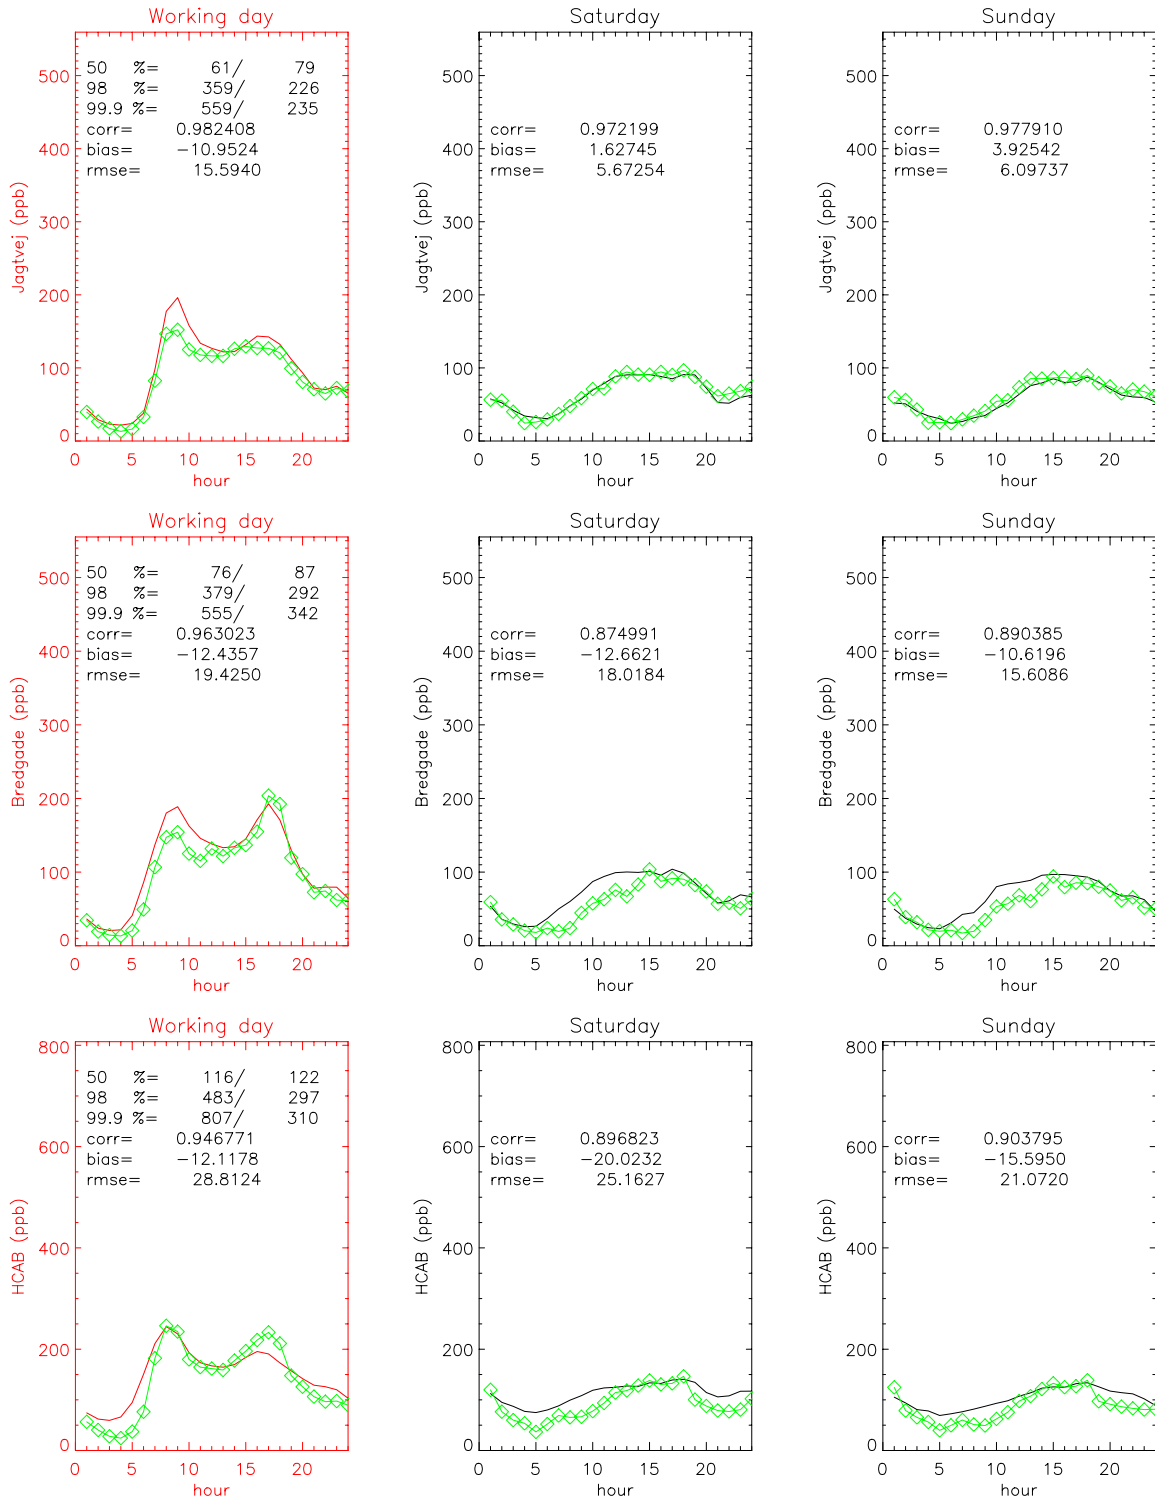 Working day
50 %= 61/ 79
98 %= 359/ 226
99.9 %= 559/ 235
corr= 0.982408
bias= −10.9524
rmse= 15.5940
Jagtvej (ppb)
500
400
300
200
100
0
0 5 10 15 20
hour
Saturday
corr= 0.972199
bias= 1.62745
rmse= 5.67254
Jagtvej (ppb)
500
400
300
200
100
0
0 5 10 15 20
hour
Sunday
corr= 0.977910
bias= 3.92542
rmse= 6.09737
Jagtvej (ppb)
500
400
300
200
100
0
0 5 10 15 20
hour
Working day
50 %= 76/ 87
98 %= 379/ 292
99.9 %= 555/ 342
corr= 0.963023
bias= −12.4357
rmse= 19.4250
Bredgade (ppb)
500
400
300
200
100
0
0 5 10 15 20
hour
Saturday
corr= 0.874991
bias= −12.6621
rmse= 18.0184
Bredgade (ppb)
500
400
300
200
100
0
0 5 10 15 20
hour
Sunday
corr= 0.890385
bias= −10.6196
rmse= 15.6086
Bredgade (ppb)
500
400
300
200
100
0
0 5 10 15 20
hour
Working day
50 %= 116/ 122
98 %= 483/ 297
99.9 %= 807/ 310
corr= 0.946771
bias= −12.1178
rmse= 28.8124
HCAB (ppb)
800
600
400
200
0
0 5 10 15 20
hour
Saturday
corr= 0.896823
bias= −20.0232
rmse= 25.1627
HCAB (ppb)
800
600
400
200
0
0 5 10 15 20
hour
Sunday
corr= 0.903795
bias= −15.5950
rmse= 21.0720
HCAB (ppb)
800
600
400
200
0
0 5 10 15 20
hour